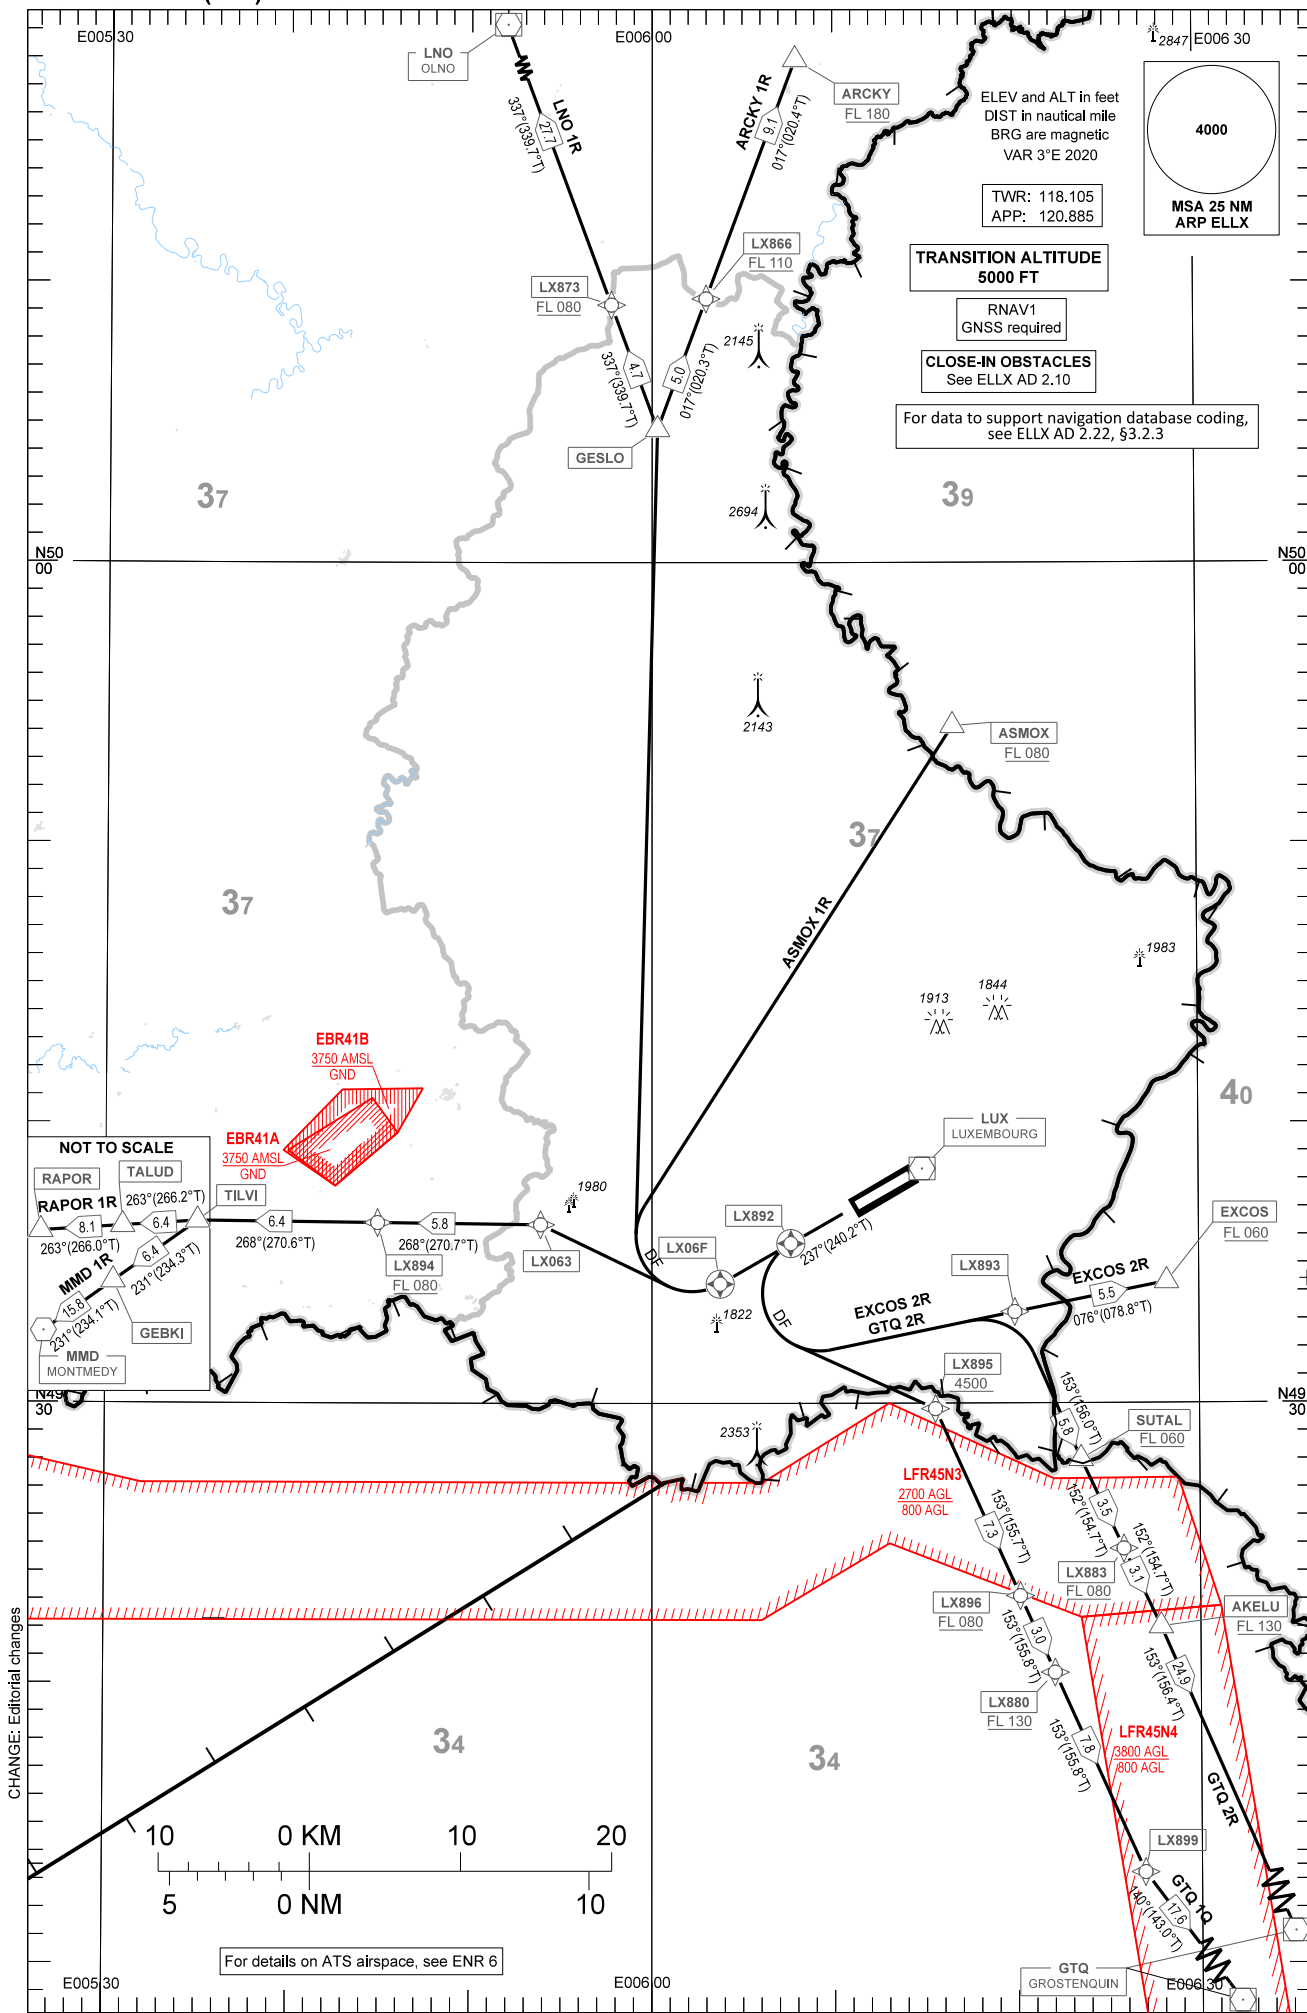 E005 30
E006 00
E006 30
2847
LNO
OLNO
337°(339.7°T)
27.7
LNO 1R
ARCKY 1R
9.1
017°(020.4°T)
ARCKY
FL 180
ELEV and ALT in feet
DIST in nautical mile
BRG are magnetic
VAR 3°E 2020
4000
MSA 25 NM
ARP ELLX
TWR: 118.105
APP: 120.885
TRANSITION ALTITUDE
5000 FT
RNAV1
GNSS required
CLOSE-IN OBSTACLES
See ELLX AD 2.10
For data to support navigation database coding,
see ELLX AD 2.22, §3.2.3
LX866
FL 110
LX873
FL 080
2145
337°(339.7°T)
4.7
5.0
017°(020.3°T)
GESLO
37
39
2694
N50
00
N50
00
2143
ASMOX
FL 080
37
37
ASMOX 1R
1983
1913
1844
EBR41B
3750 AMSL
GND
EBR41A
3750 AMSL
GND
40
LUX
LUXEMBOURG
NOT TO SCALE
RAPOR
TALUD
TILVI
RAPOR 1R
263°(266.2°T)
8.1
6.4
263°(266.0°T)
MMD 1R
6.4
231°(234.3°T)
15.8
231°(234.1°T)
GEBKI
MMD
MONTMEDY
6.4
268°(270.6°T)
5.8
268°(270.7°T)
LX894
FL 080
1980
LX063
DF
LX06F
LX892
237°(240.2°T)
1822
DF
EXCOS
FL 060
LX893
EXCOS 2R
5.5
076°(078.8°T)
EXCOS 2R
GTQ 2R
LX895
4500
N49
30
N49
30
153°(156.0°T)
5.8
SUTAL
FL 060
2353
LFR45N3
2700 AGL
800 AGL
153°(155.7°T)
7.3
3.5
152°(154.7°T)
152°(154.7°T)
LX883
FL 080
3.1
LX896
FL 080
3.0
153°(155.8°T)
AKELU
FL 130
24.9
153°(156.4°T)
LX880
FL 130
7.8
153°(155.8°T)
LFR45N4
3800 AGL
800 AGL
34
34
GTQ 2R
LX899
GTQ 1Q
17.6
140°(143.0°T)
GTQ
GROSTENQUIN
CHANGE: Editorial changes
10 0 KM 10 20
5 0 NM 10
For details on ATS airspace, see ENR 6
E005 30
E006 00
E006 30